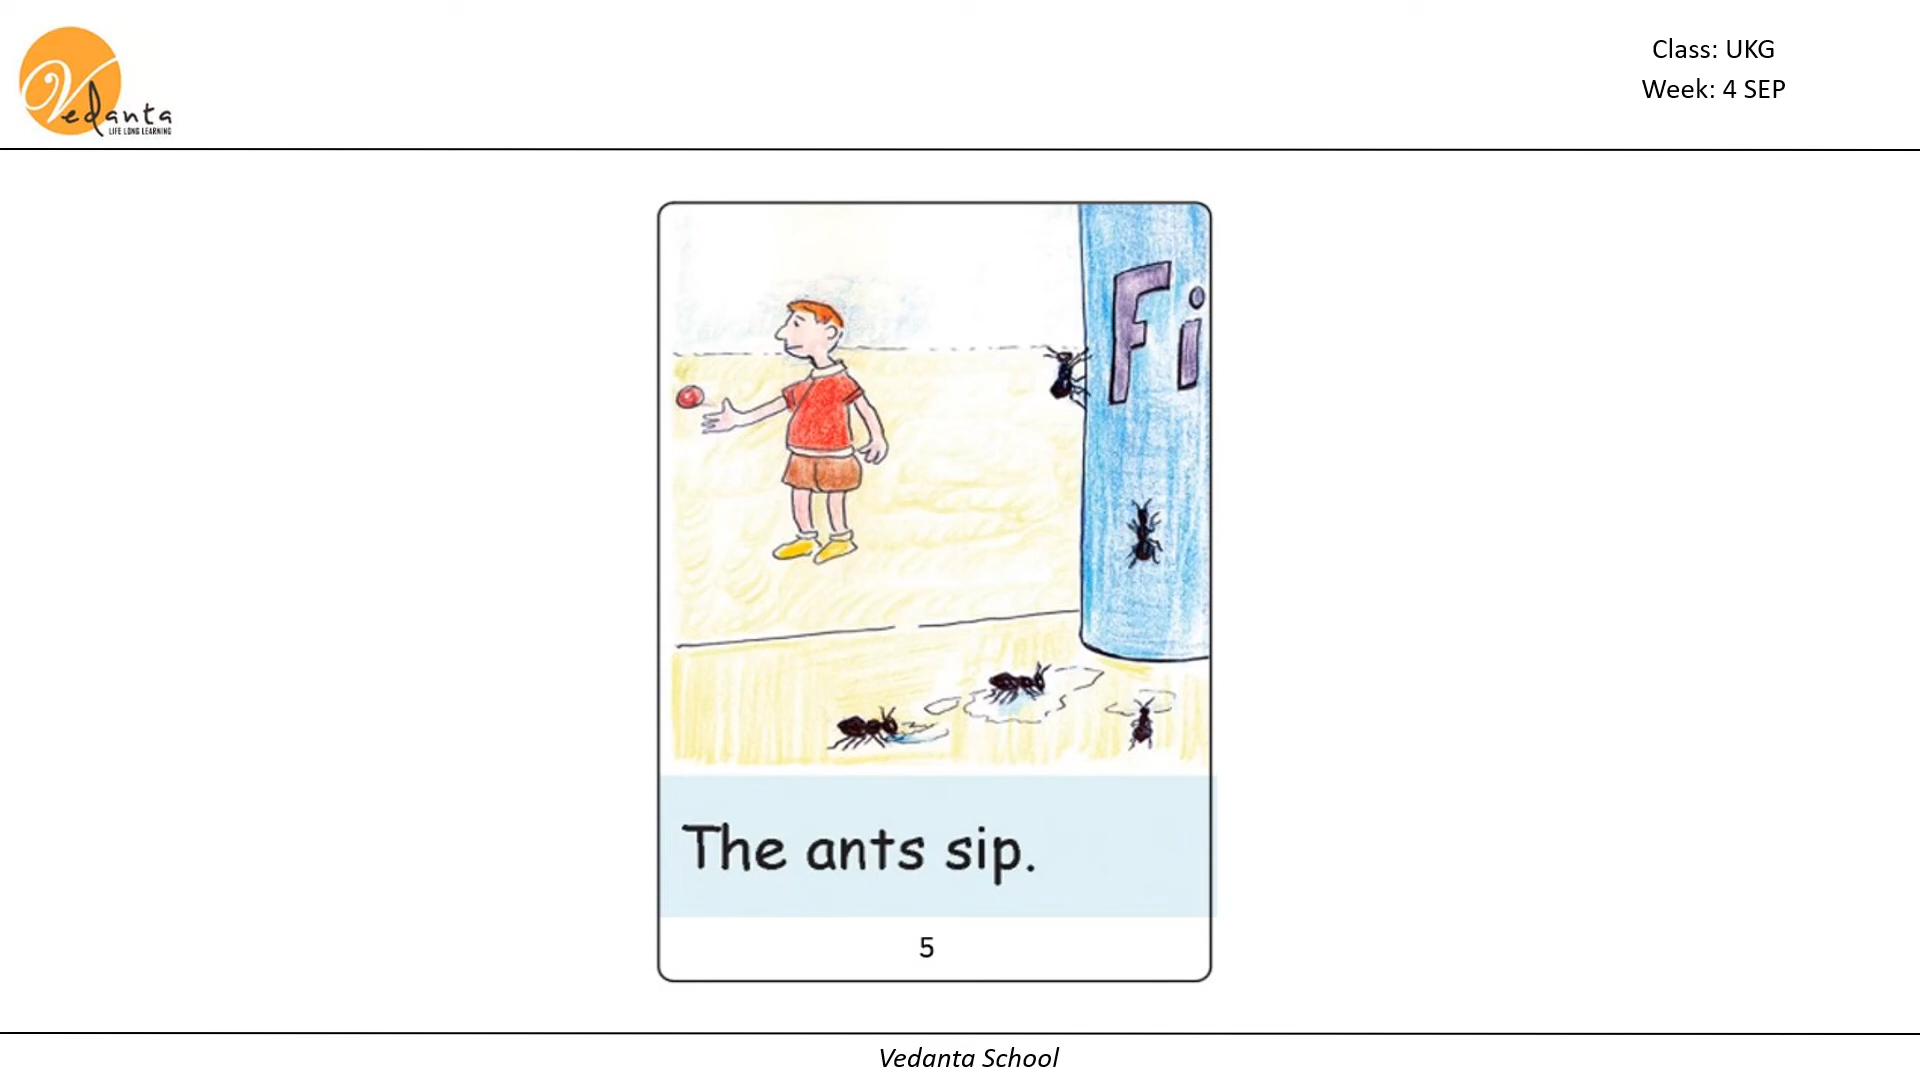 Vedanta
LIFE LONG LEARNING
Class: UKG
Week: 4 SEP
Fi
The ants sip.
5
Vedanta School